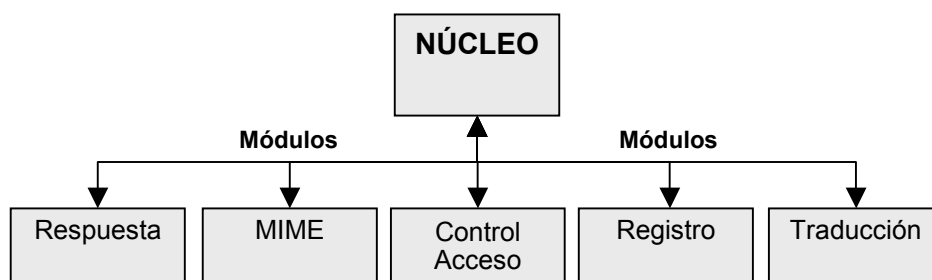 NÚCLEO
Módulos Módulos
Respuesta MIME Control Acceso Registro Traducción